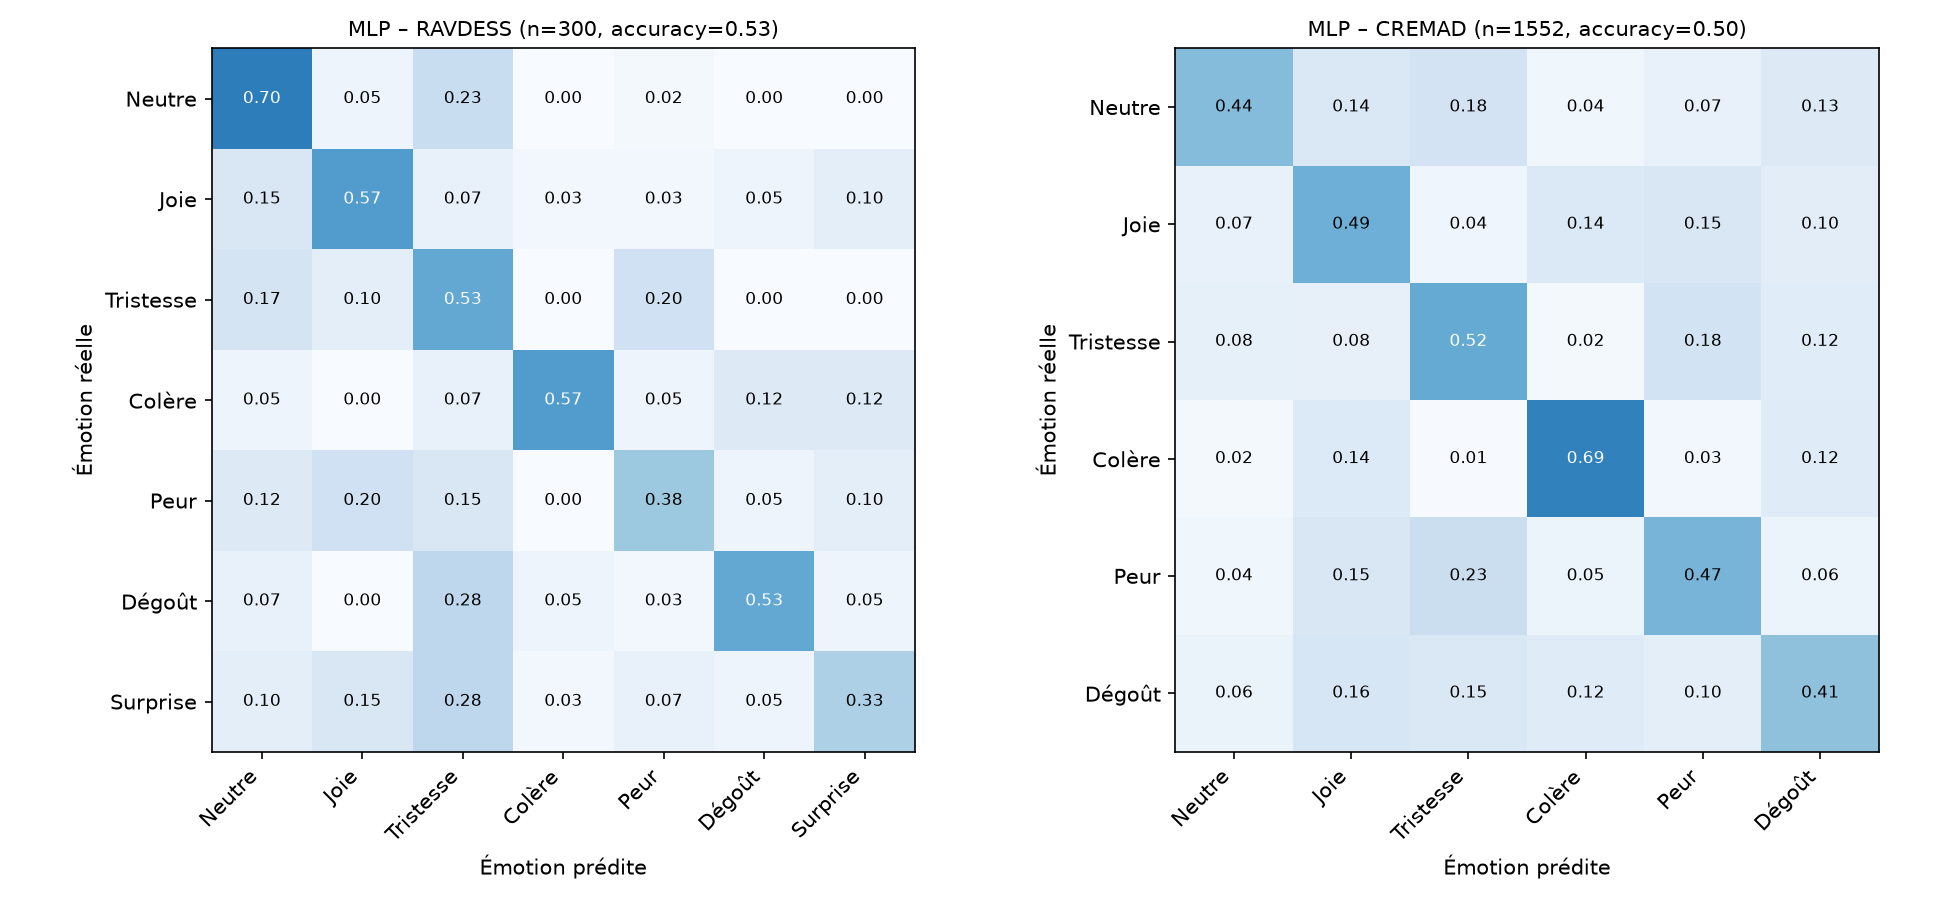 MLP – RAVDESS (n=300, accuracy=0.53)
Émotion réelle
Neutre 0.70 0.05 0.23 0.00 0.02 0.00 0.00
Joie 0.15 0.57 0.07 0.03 0.03 0.05 0.10
Tristesse 0.17 0.10 0.53 0.00 0.20 0.00 0.00
Colère 0.05 0.00 0.07 0.57 0.05 0.12 0.12
Peur 0.12 0.20 0.15 0.00 0.38 0.05 0.10
Dégoût 0.07 0.00 0.28 0.05 0.03 0.53 0.05
Surprise 0.10 0.15 0.28 0.03 0.07 0.05 0.33
Neutre Joie Tristesse Colère Peur Dégoût Surprise
Émotion prédite
MLP – CREMAD (n=1552, accuracy=0.50)
Émotion réelle
Neutre 0.44 0.14 0.18 0.04 0.07 0.13
Joie 0.07 0.49 0.04 0.14 0.15 0.10
Tristesse 0.08 0.08 0.52 0.02 0.18 0.12
Colère 0.02 0.14 0.01 0.69 0.03 0.12
Peur 0.04 0.15 0.23 0.05 0.47 0.06
Dégoût 0.06 0.16 0.15 0.12 0.10 0.41
Neutre Joie Tristesse Colère Peur Dégoût
Émotion prédite